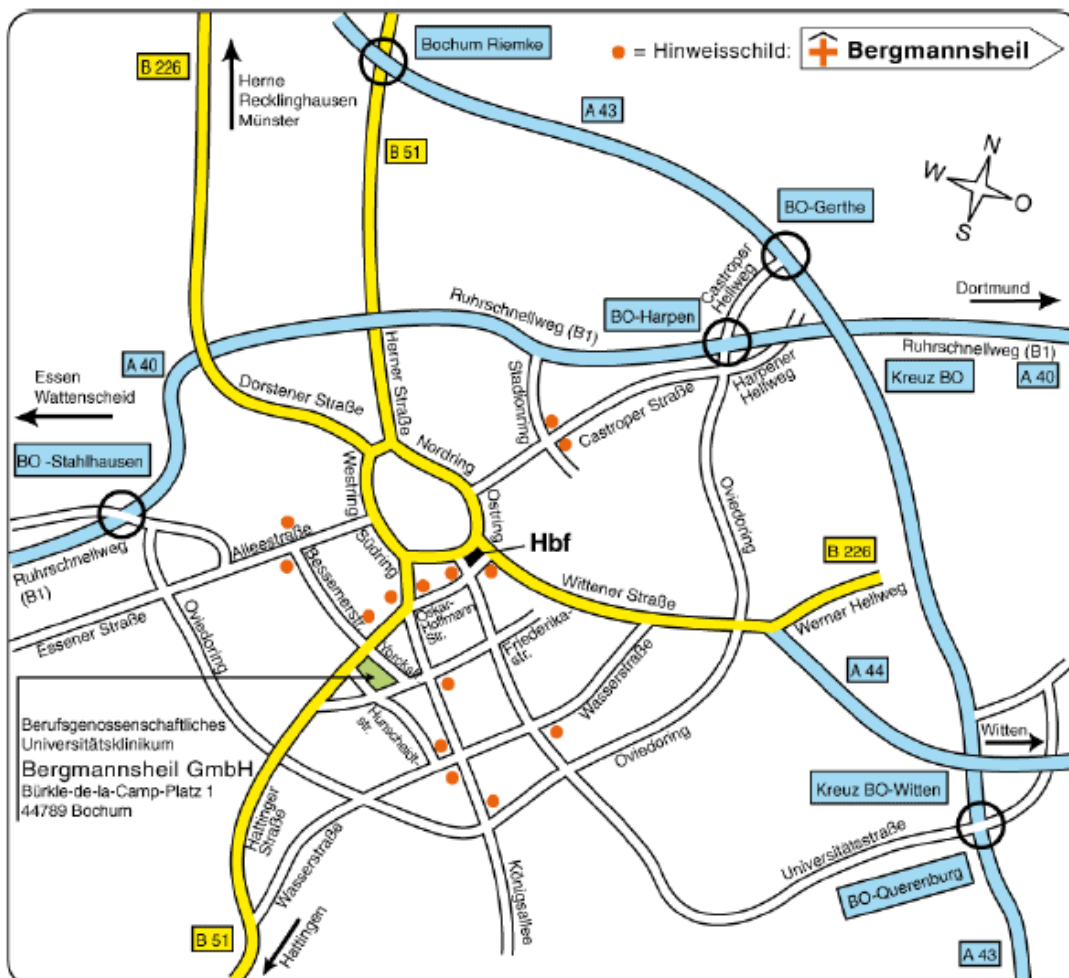 Bochum Riemke
= Hinweisschild:
Bergmannsheil
B 226
Herne
Recklinghausen
Münster
A 43
B 51
N
W
O
S
BO-Gerthe
Castroper
Hellweg
Dortmund
Ruhrschnellweg (B1)
BO-Harpen
Ruhrschnellweg (B1)
A 40
Kreuz BO
A 40
Essen
Wattenscheid
Herner Straße
Dorstener Straße
Stadionring
Harpener
Hellweg
Castroper Straße
Nordring
BO -Stahlhausen
Westring
Ostring
Oviedoring
Alleestraße
Südring
Hbf
Ruhrschnellweg
(B1)
Bessemerstr.
B 226
Wittener Straße
Werner Hellweg
Essener Straße
Oviedoring
Oskar-
Hoffmann
Str.
Friederika-
str.
Yorckstr.
Wasserstraße
A 44
Hunscheidt-
str.
Oviedoring
Witten
Berufsgenossenschaftliches
Universitätsklinikum
Bergmannsheil GmbH
Bürkle-de-la-Camp-Platz 1
44789 Bochum
Kreuz BO-Witten
Hattinger
Straße
Wasserstraße
Universitätsstraße
Königsallee
BO-Querenburg
B 51
Hattingen
A 43